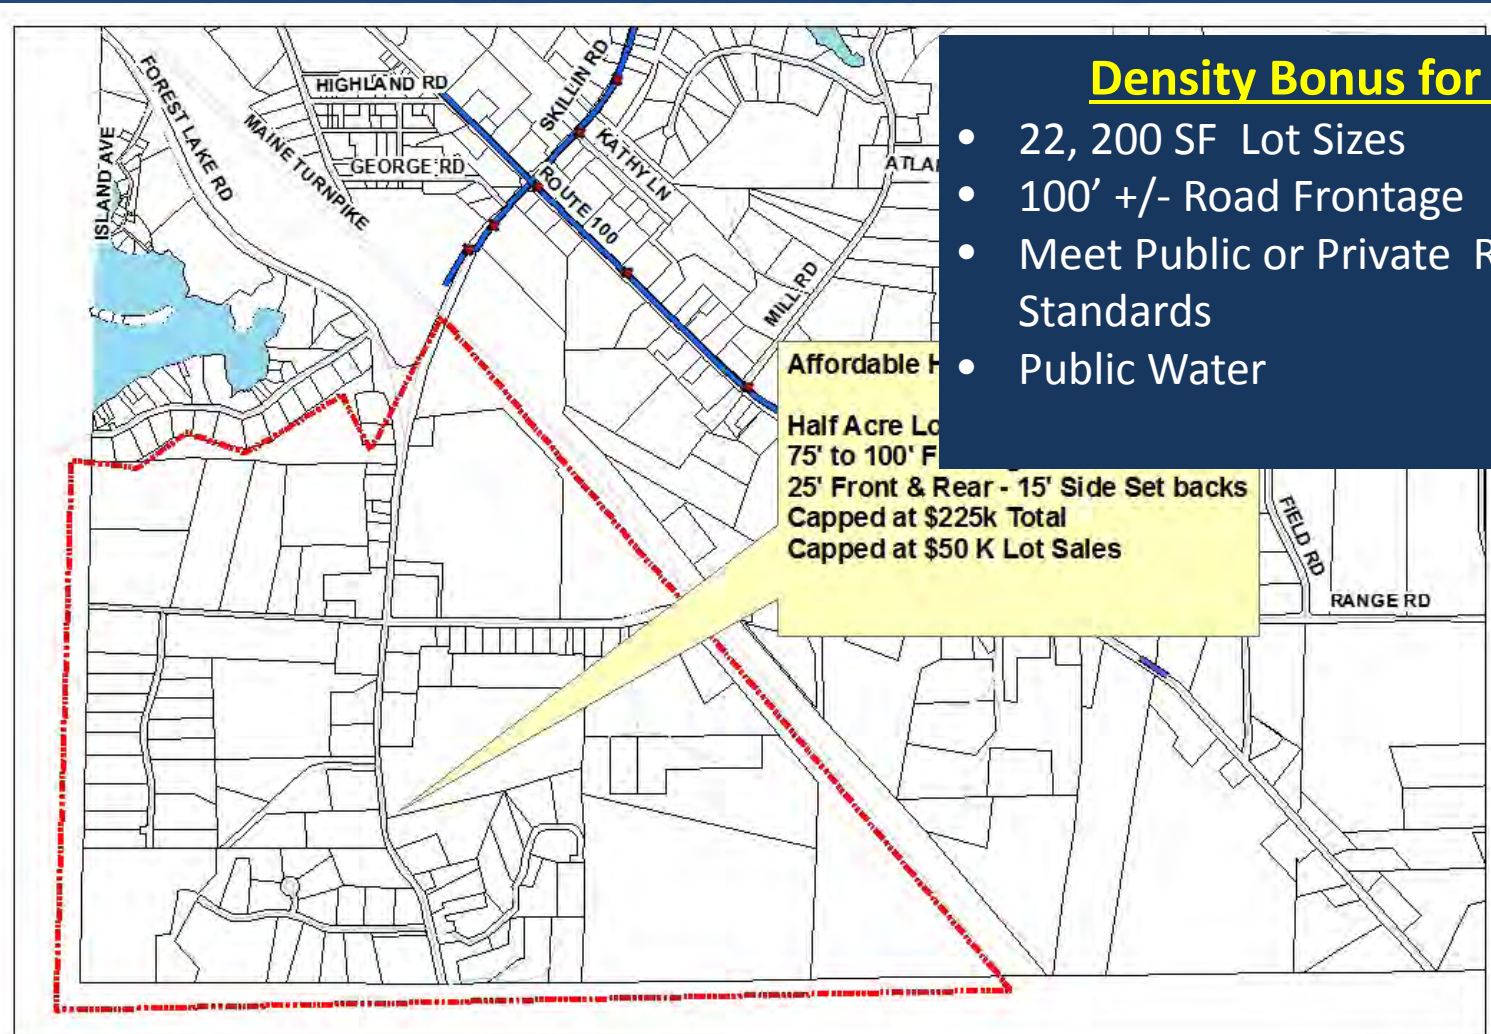 Density Bonus for
• 22, 200 SF Lot Sizes
• 100’ +/- Road Frontage
• Meet Public or Private
Standards
• Public Water
FOREST LAKE RD
HIGHLAND RD
SKILLIN RD
MAINE TURNPIKE
KATHY LN
ISLAND AVE
GEORGE RD
ROUTE 100
MILL RD
Affordable
Half Acre
75' to 100'
25' Front & Rear - 15' Side Set backs
Capped at $225k Total
Capped at $50 K Lot Sales
FIELD RD
RANGE RD